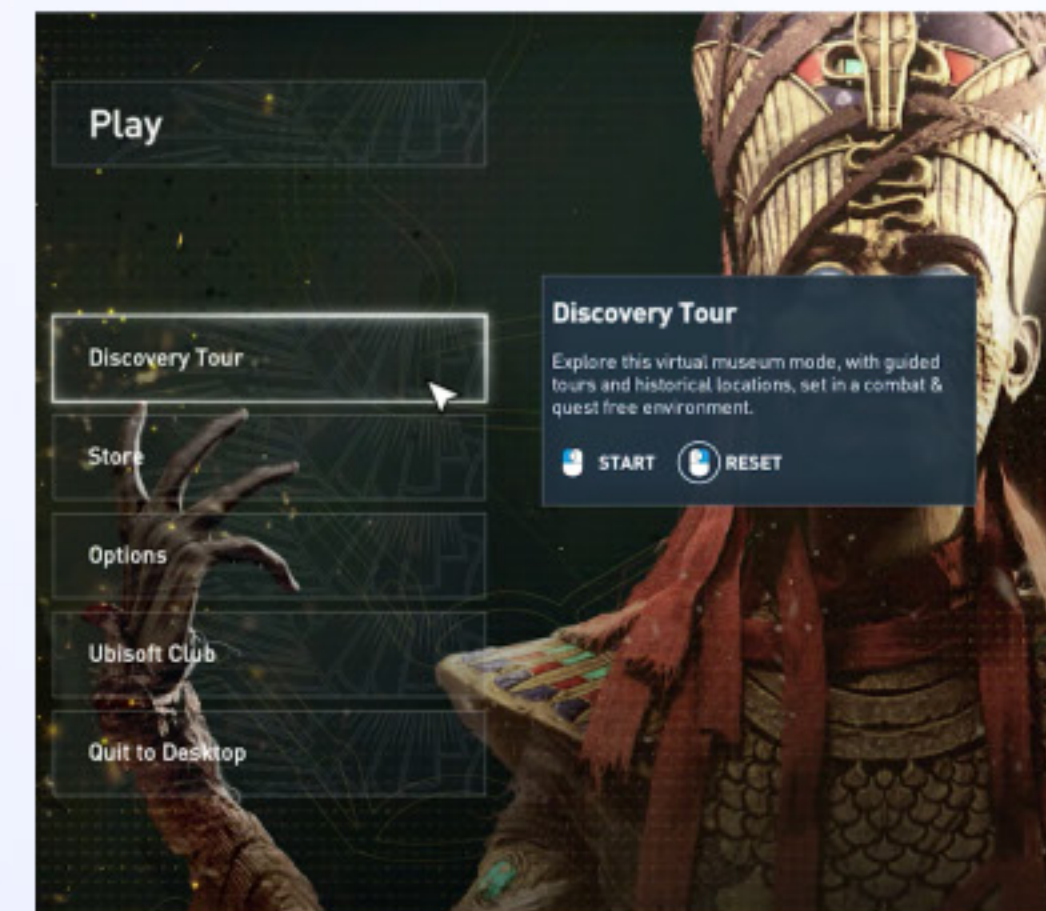 Play
Discovery Tour
Store
Options
Ubisoft Club
Quit to Desktop
Discovery Tour
Explore this virtual museum mode, with guided
tours and historical locations, set in a combat &
quest free environment.
START RESET